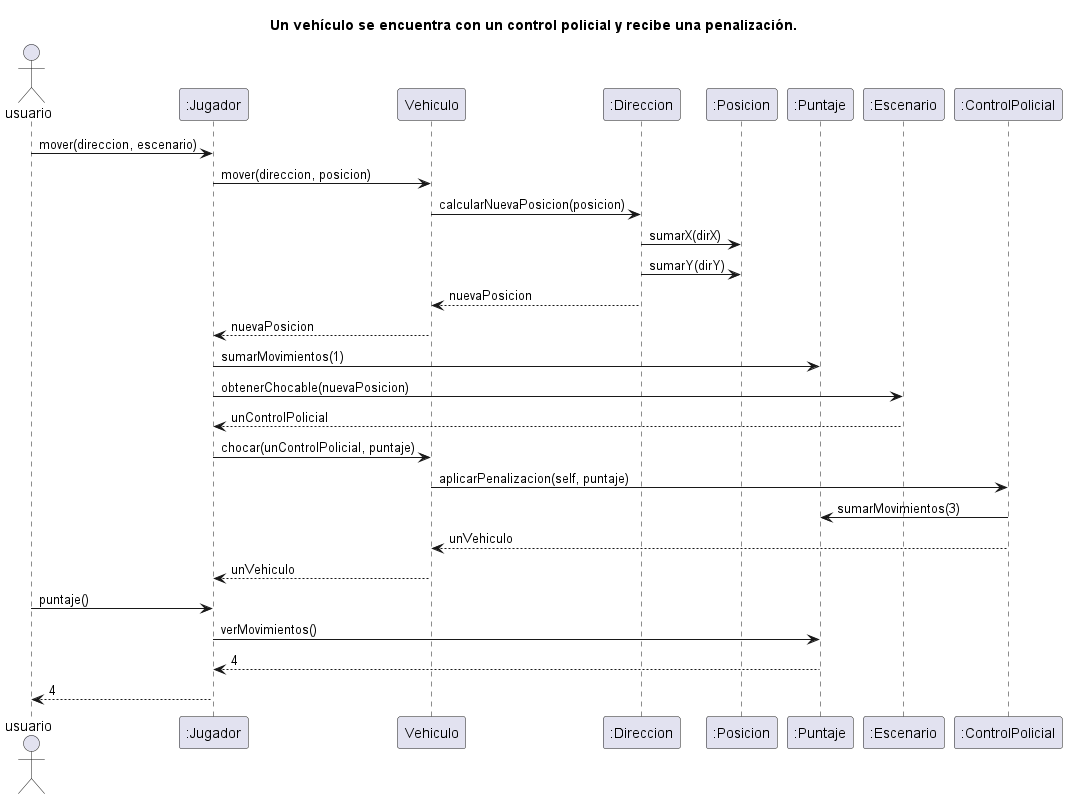 Un vehículo se encuentra con un control policial y recibe una penalización.
usuario
:Jugador
Vehiculo
:Direccion
:Posicion
:Puntaje
:Escenario
:ControlPolicial
mover(direccion, escenario)
mover(direccion, posicion)
calcularNuevaPosicion(posicion)
sumarX(dirX)
sumarY(dirY)
nuevaPosicion
nuevaPosicion
sumarMovimientos(1)
obtenerChocable(nuevaPosicion)
unControlPolicial
chocar(unControlPolicial, puntaje)
aplicarPenalizacion(self, puntaje)
sumarMovimientos(3)
unVehiculo
unVehiculo
puntaje()
verMovimientos()
4
4
usuario
:Jugador
Vehiculo
:Direccion
:Posicion
:Puntaje
:Escenario
:ControlPolicial